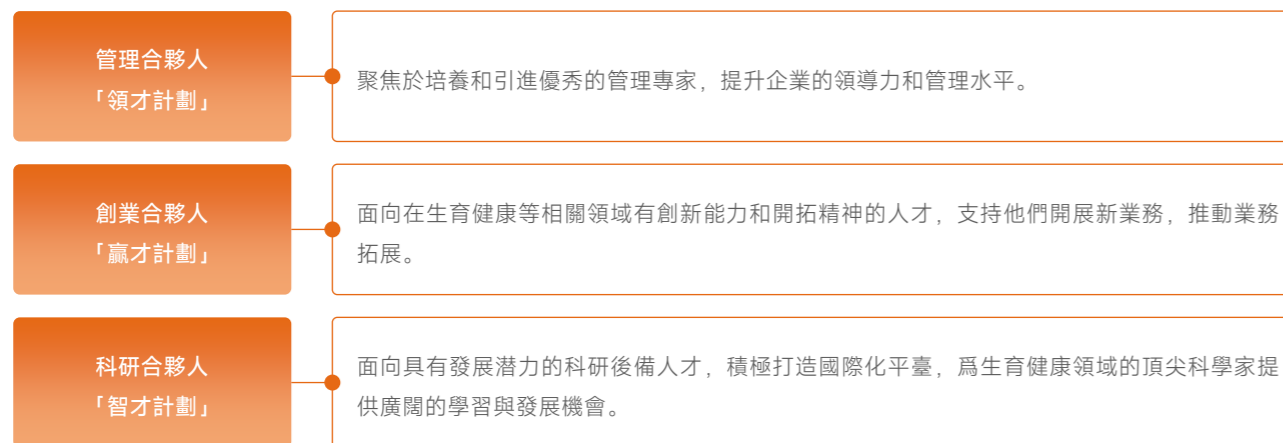 管理合夥人
「領才計劃」
聚焦於培養和引進優秀的管理專家，提升企業的領導力和管理水平。
創業合夥人
「贏才計劃」
面向在生育健康等相關領域有創新能力和開拓精神的人才，支持他們開展新業務，推動業務
拓展。
科研合夥人
「智才計劃」
面向具有發展潛力的科研後備人才，積極打造國際化平臺，爲生育健康領域的頂尖科學家提
供廣闊的學習與發展機會。